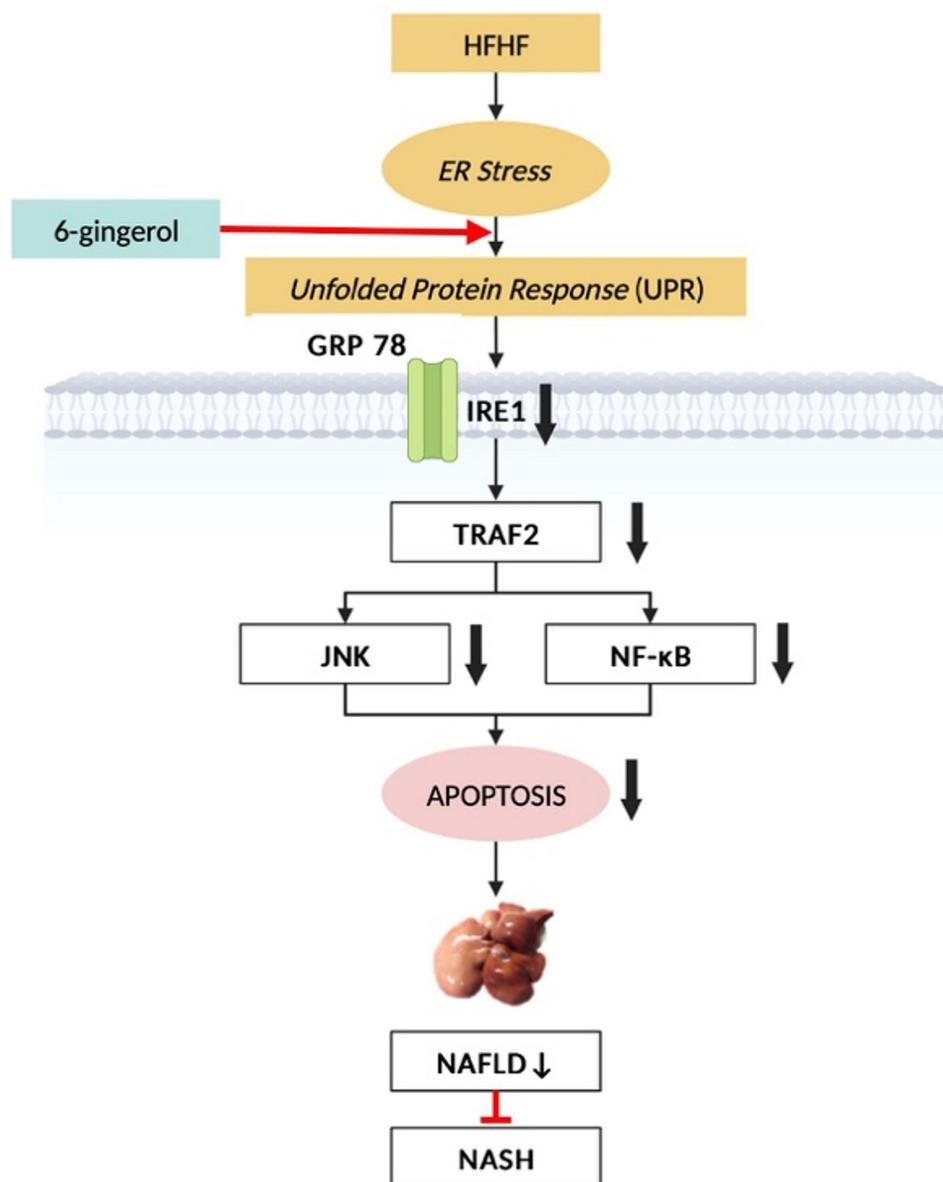 HFHF
ER Stress
6-gingerol
Unfolded Protein Response (UPR)
GRP 78
IRE1
TRAF2
JNK
NF-κB
APOPTOSIS
NAFLD ↓
NASH